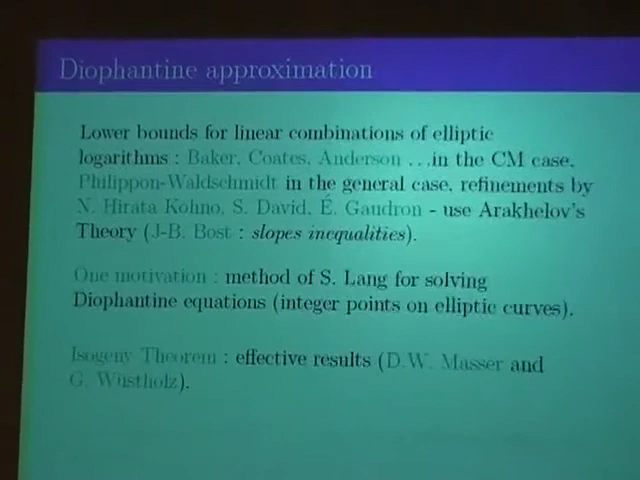 Diophantine approximation
Lower bounds for linear combinations of elliptic
logarithms : Baker, Coates, Anderson ...in the CM case,
Philippon-Waldschmidt in the general case, refinements by
N. Hirata Kohno, S. David, É. Gaudron - use Arakhelov's
Theory (J-B. Bost : slopes inequalities).
One motivation : method of S. Lang for solving
Diophantine equations (integer points on elliptic curves).
Isogeny Theorem : effective results (D.W. Masser and
G. Wüstholz).